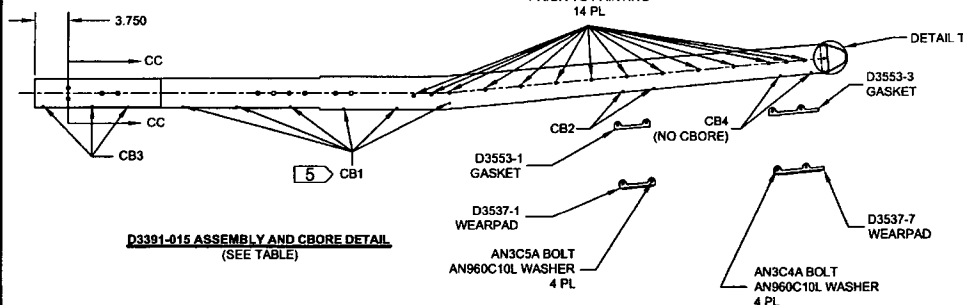 14 PL
3.750
CC
DETAIL T
D3553-3
GASKET
CC
CB3
5
CB1
CB2
CB4
(NO CBORE)
D3553-1
GASKET
D3537-1
WEARPAD
D3537-7
WEARPAD
D3391-015 ASSEMBLY AND CBORE DETAIL
(SEE TABLE)
AN3C5A BOLT
AN960C10L WASHER
4 PL
AN3C4A BOLT
AN960C10L WASHER
4 PL